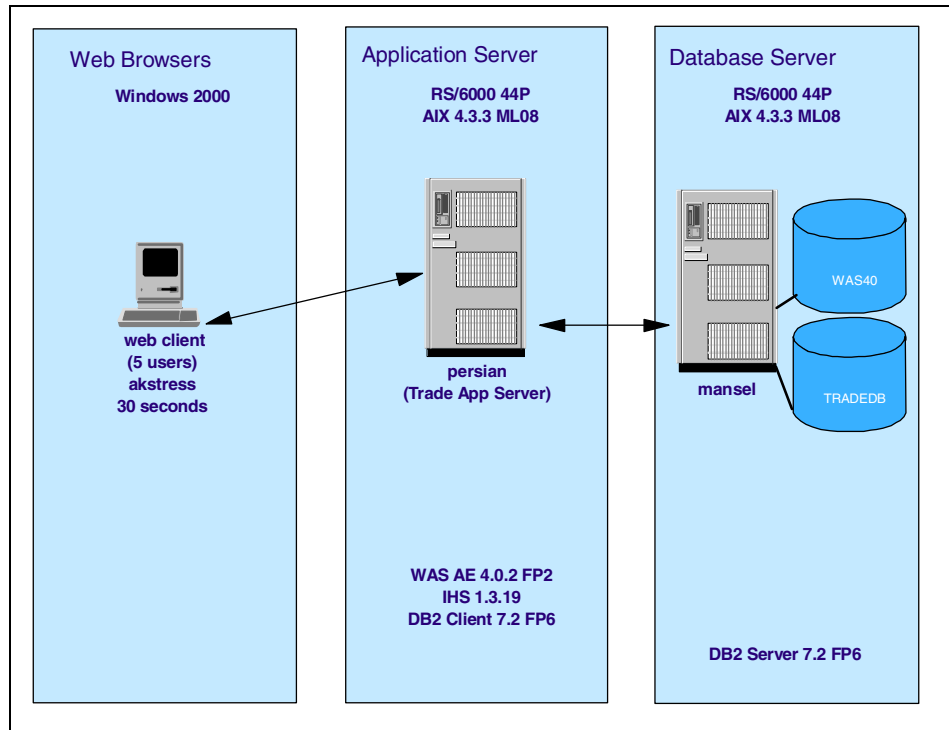 Web Browsers
Windows 2000
web client
(5 users)
akstress
30 seconds
Application Server
RS/6000 44P
AIX 4.3.3 ML08
persian
(Trade App Server)
WAS AE 4.0.2 FP2
IHS 1.3.19
DB2 Client 7.2 FP6
Database Server
RS/6000 44P
AIX 4.3.3 ML08
WAS40
mansel
TRADEDB
DB2 Server 7.2 FP6